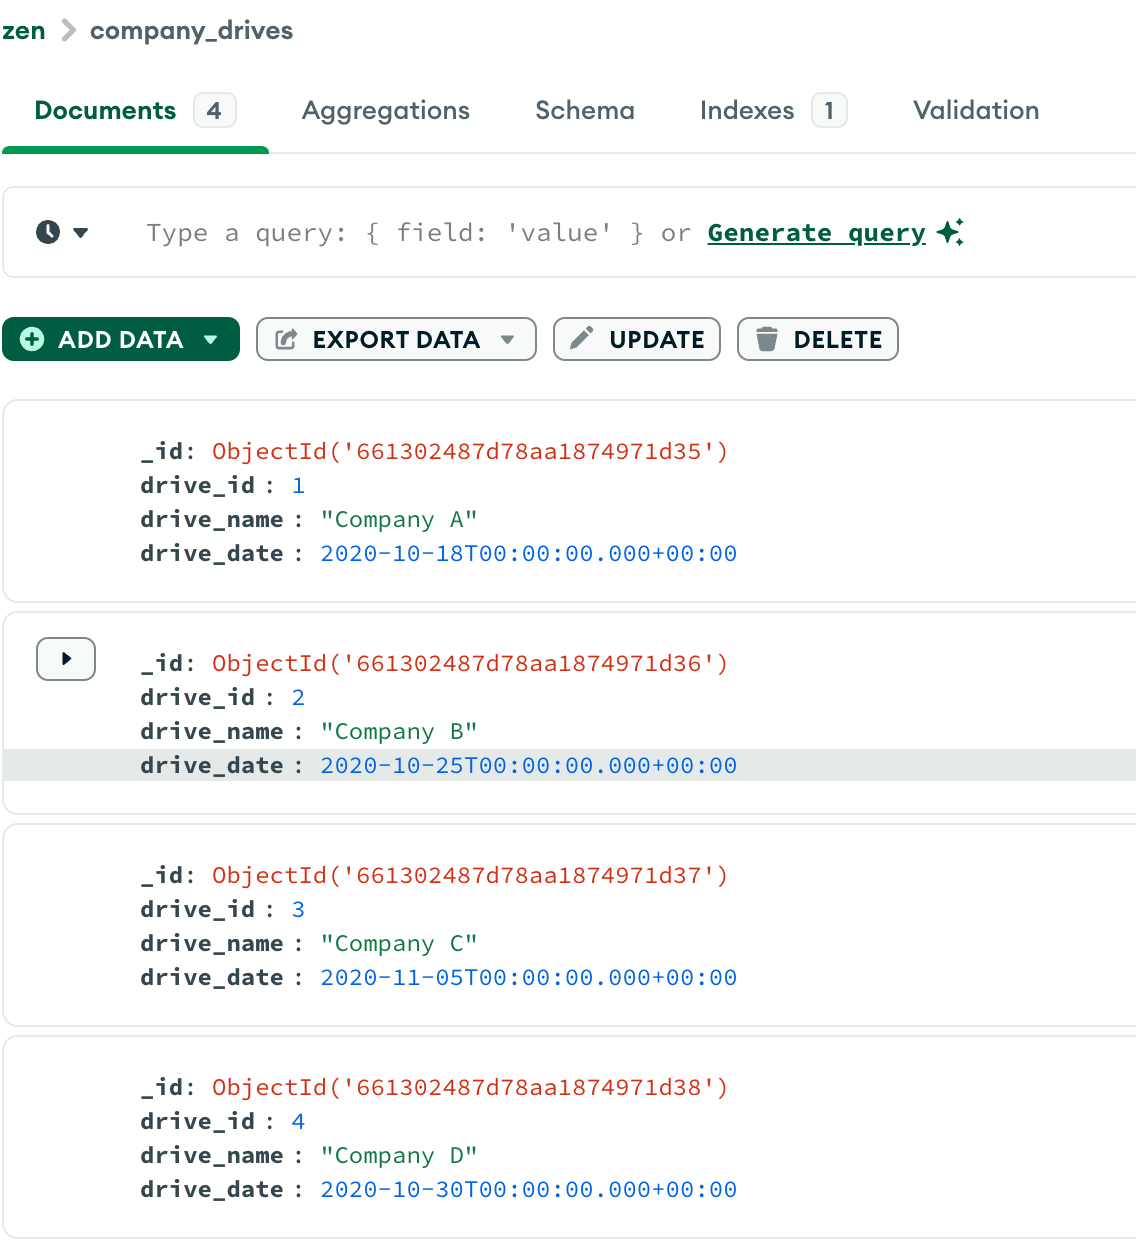 zen > company_drives
Documents 4 Aggregations Schema Indexes 1 Validation
Type a query: { field: 'value' } or Generate query
ADD DATA EXPORT DATA UPDATE DELETE
_id: ObjectId('661302487d78aa1874971d35')
drive_id : 1
drive_name : "Company A"
drive_date : 2020-10-18T00:00:00.000+00:00
_id: ObjectId('661302487d78aa1874971d36')
drive_id : 2
drive_name : "Company B"
drive_date : 2020-10-25T00:00:00.000+00:00
_id: ObjectId('661302487d78aa1874971d37')
drive_id : 3
drive_name : "Company C"
drive_date : 2020-11-05T00:00:00.000+00:00
_id: ObjectId('661302487d78aa1874971d38')
drive_id : 4
drive_name : "Company D"
drive_date : 2020-10-30T00:00:00.000+00:00